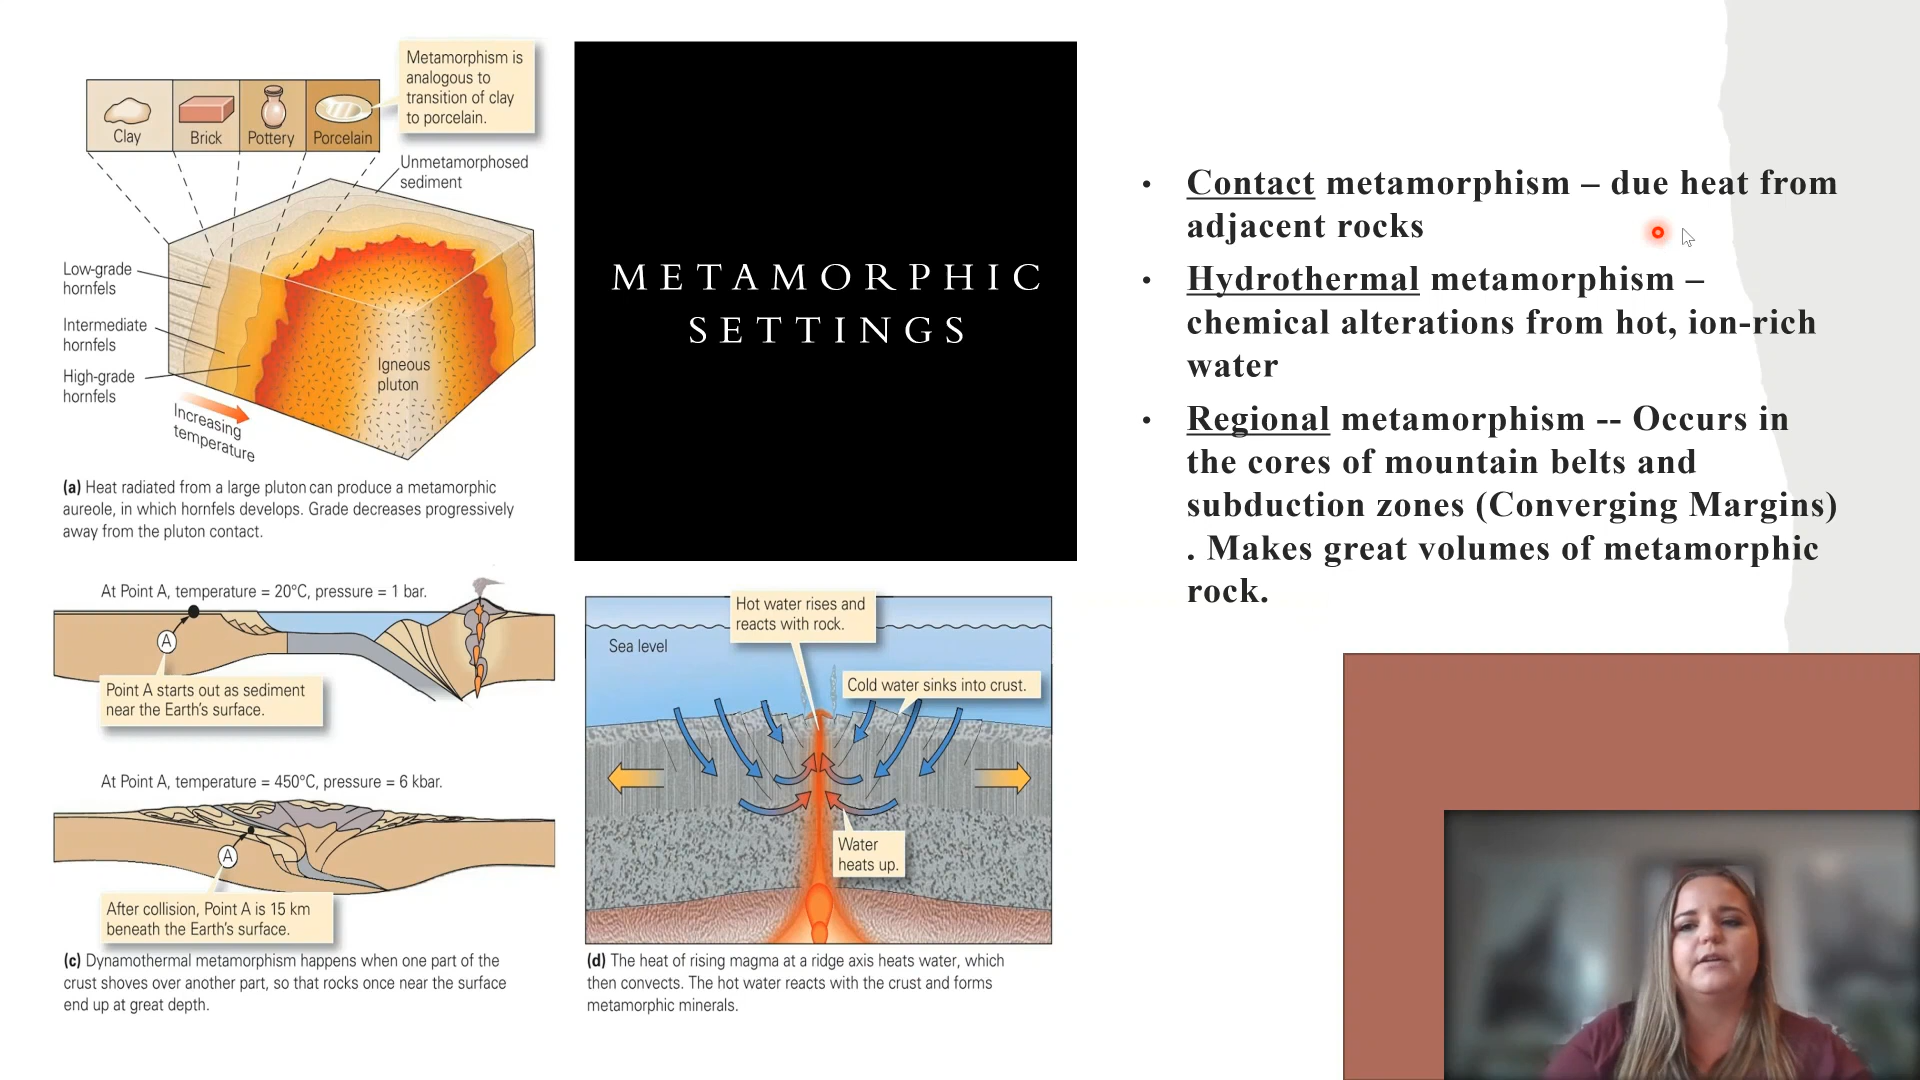 Metamorphism is
analogous to
transition of clay
to porcelain.
Clay
Brick
Pottery
Porcelain
Unmetamorphosed
sediment
Low-grade
hornfels
Intermediate
hornfels
High-grade
hornfels
Igneous
pluton
Increasing
temperature
(a) Heat radiated from a large pluton can produce a metamorphic
aureole, in which hornfels develops. Grade decreases progressively
away from the pluton contact.
METAMORPHIC
SETTINGS
• Contact metamorphism – due heat from
adjacent rocks
• Hydrothermal metamorphism –
chemical alterations from hot, ion-rich
water
• Regional metamorphism -- Occurs in
the cores of mountain belts and
subduction zones (Converging Margins)
. Makes great volumes of metamorphic
rock.
At Point A, temperature = 20°C, pressure = 1 bar.
A
Point A starts out as sediment
near the Earth's surface.
At Point A, temperature = 450°C, pressure = 6 kbar.
A
After collision, Point A is 15 km
beneath the Earth's surface.
(c) Dynamothermal metamorphism happens when one part of the
crust shoves over another part, so that rocks once near the surface
end up at great depth.
Hot water rises and
reacts with rock.
Sea level
Cold water sinks into crust.
Water
heats up.
(d) The heat of rising magma at a ridge axis heats water, which
then convects. The hot water reacts with the crust and forms
metamorphic minerals.